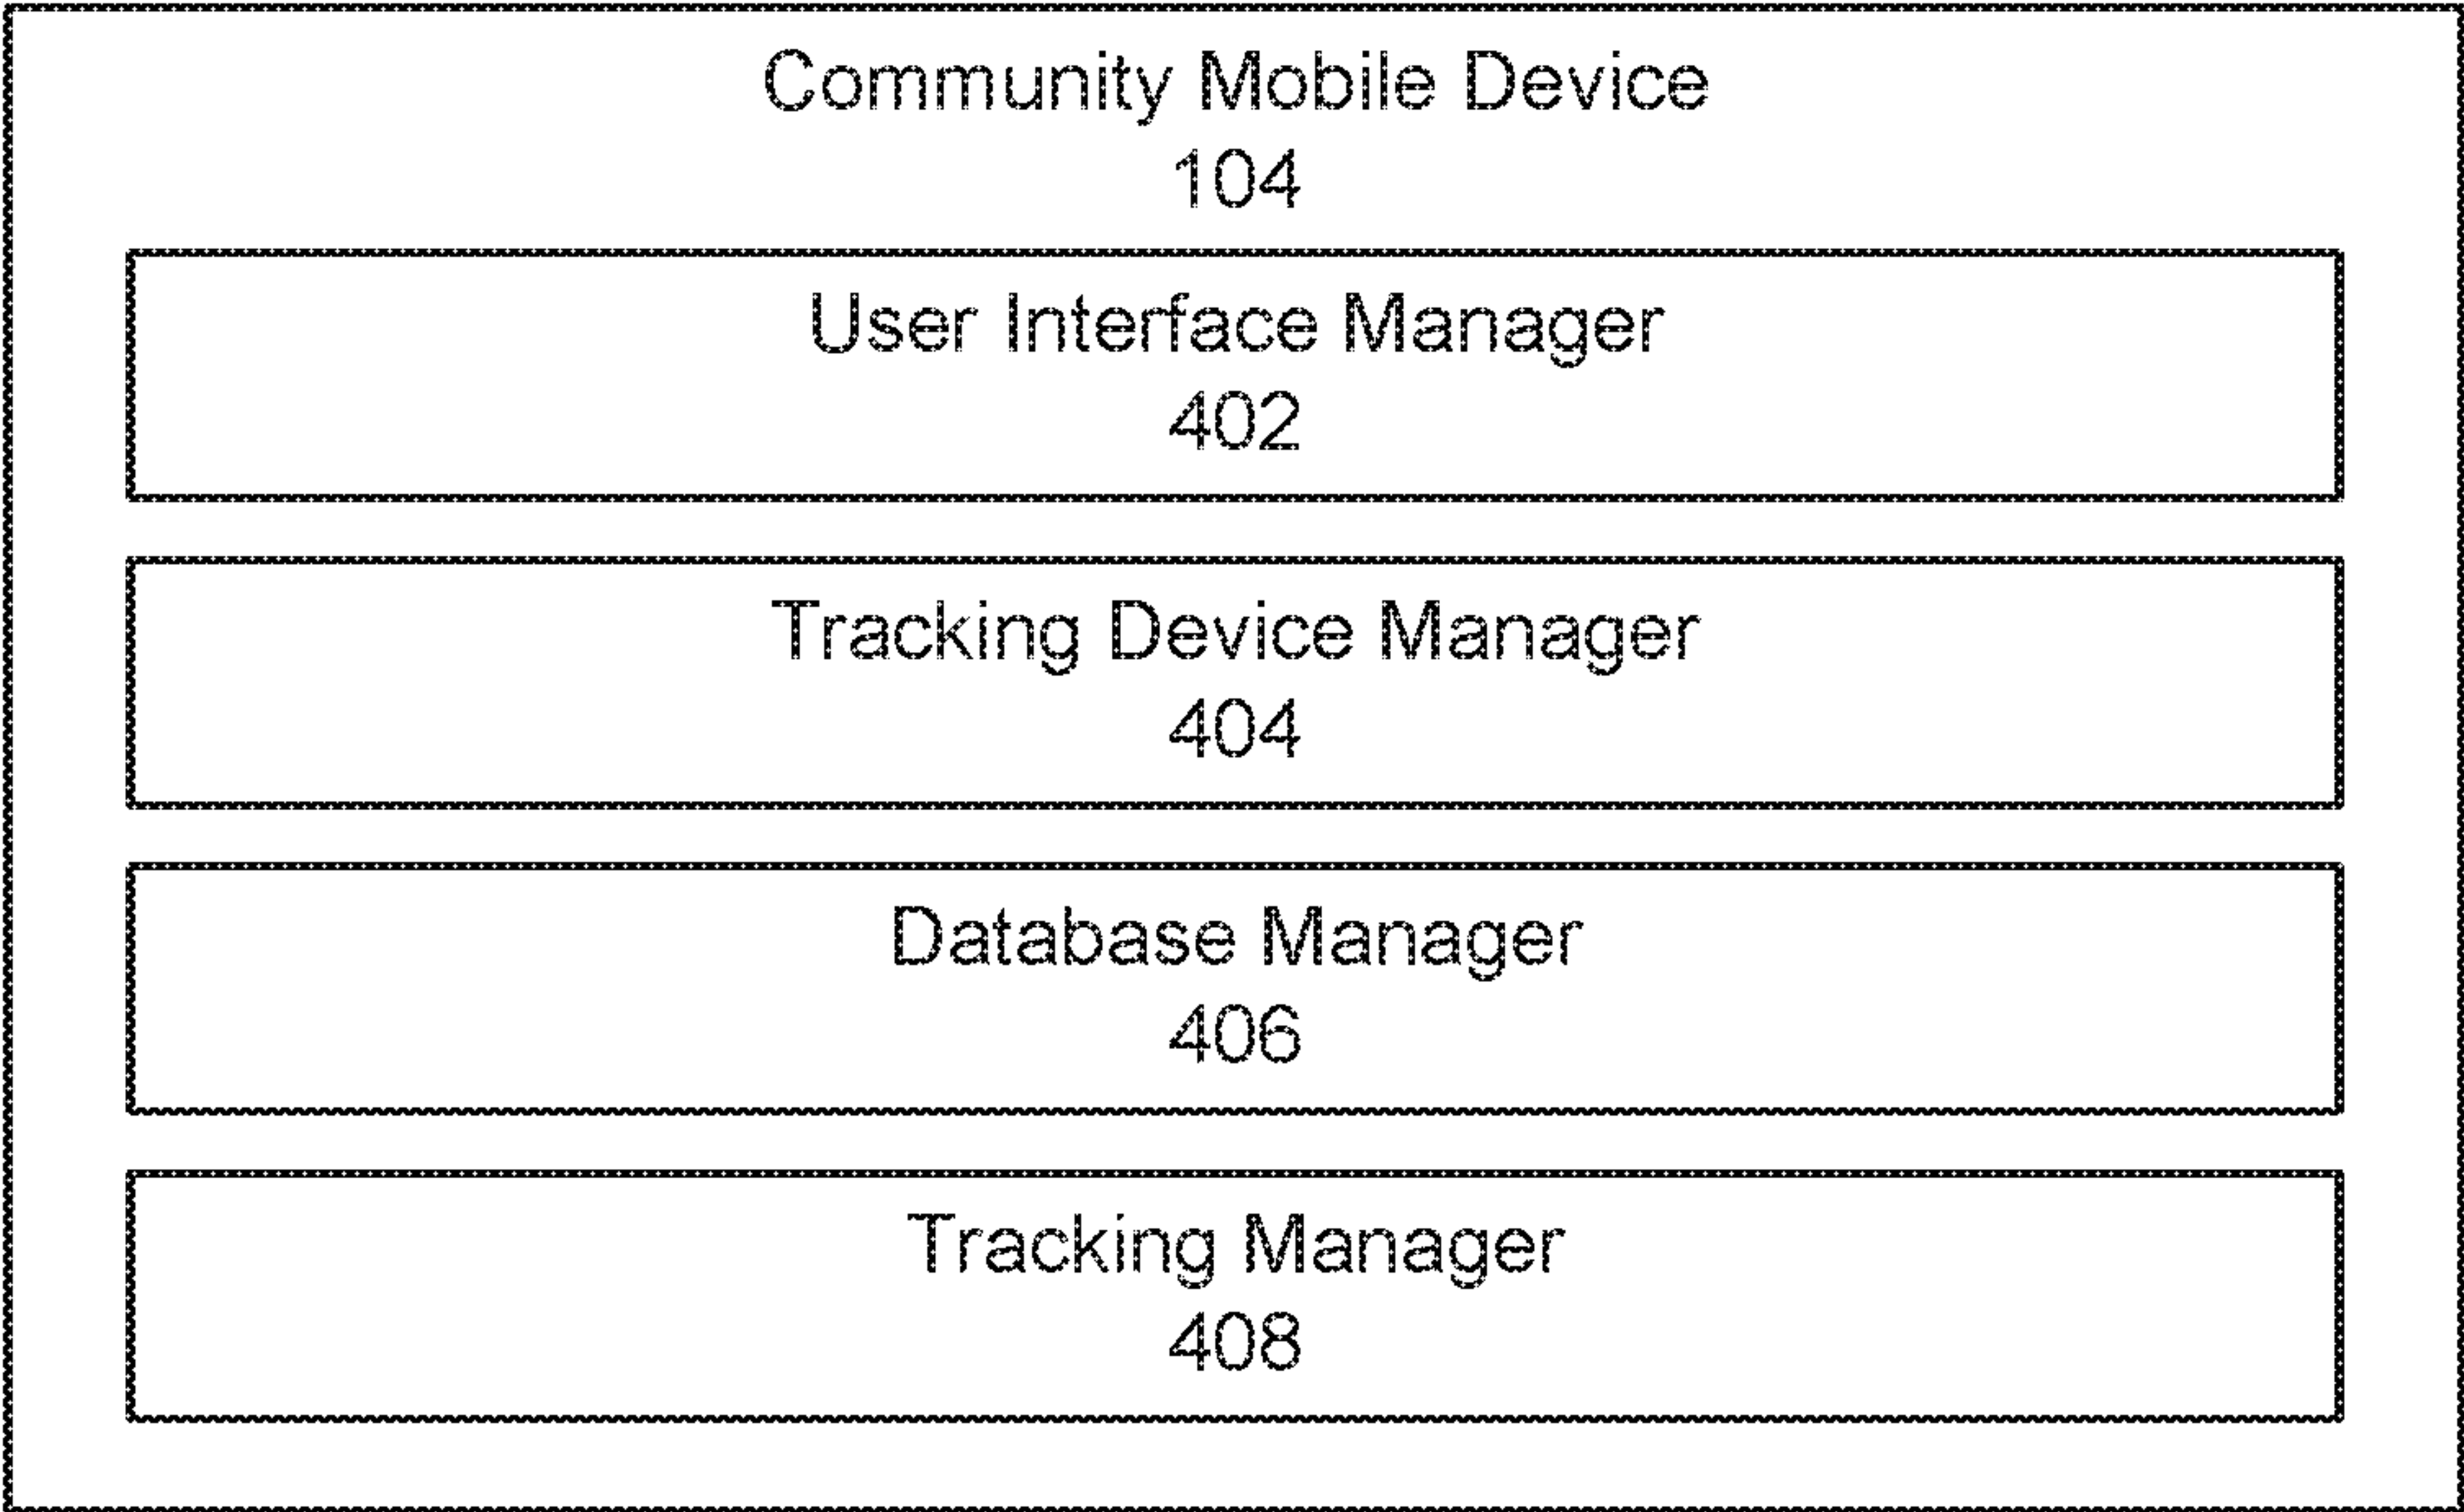 Community Mobile Device
104
User Interface Manager
402
Tracking Device Manager
404
Database Manager
406
Tracking Manager
408